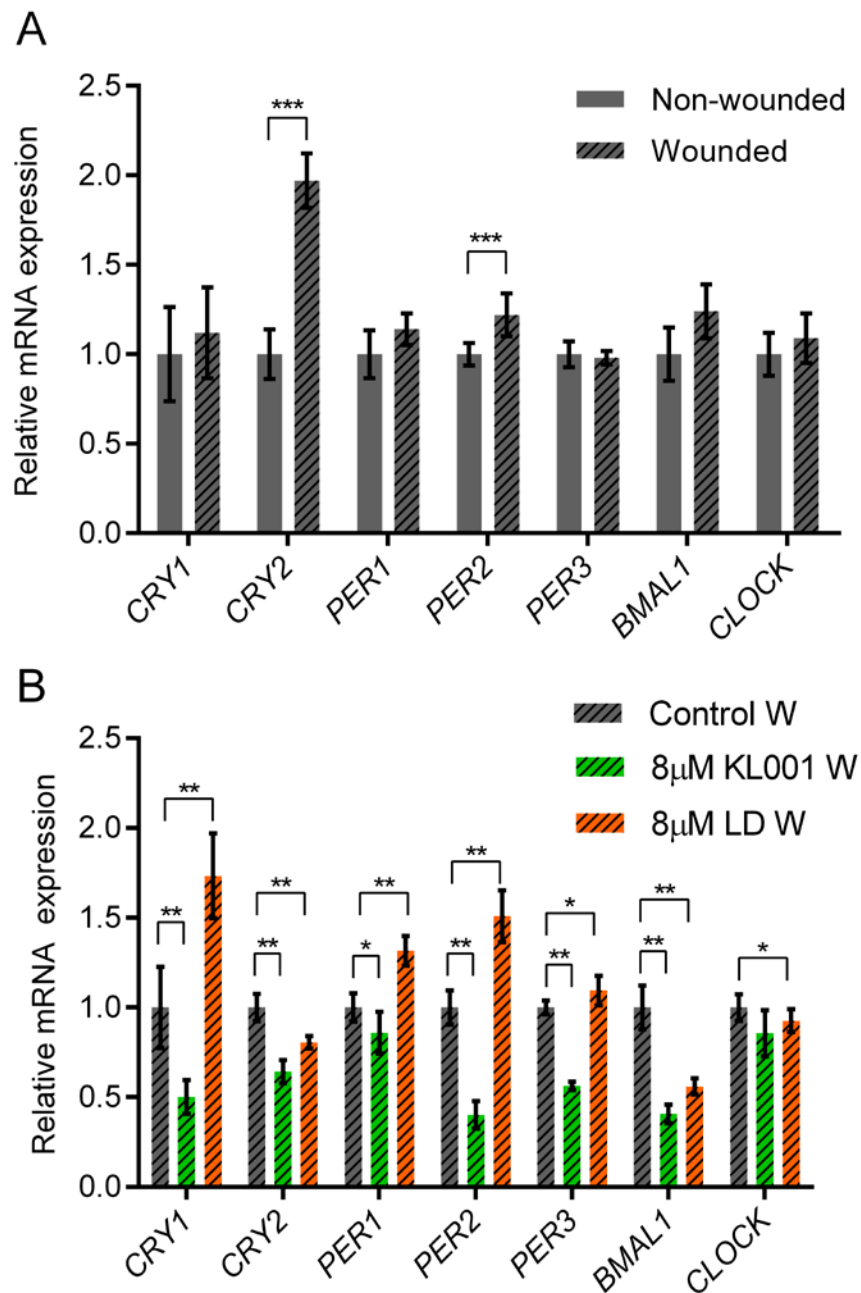 A
Relative mRNA expression
2.5
2.0
1.5
1.0
0.5
0.0
Non-wounded
Wounded
***
***
CRY1
CRY2
PER1
PER2
PER3
BMAL1
CLOCK
B
Relative mRNA expression
2.5
2.0
1.5
1.0
0.5
0.0
Control W
8μM KL001 W
8μM LD W
**
**
**
**
**
*
**
**
*
**
**
**
*
CRY1
CRY2
PER1
PER2
PER3
BMAL1
CLOCK